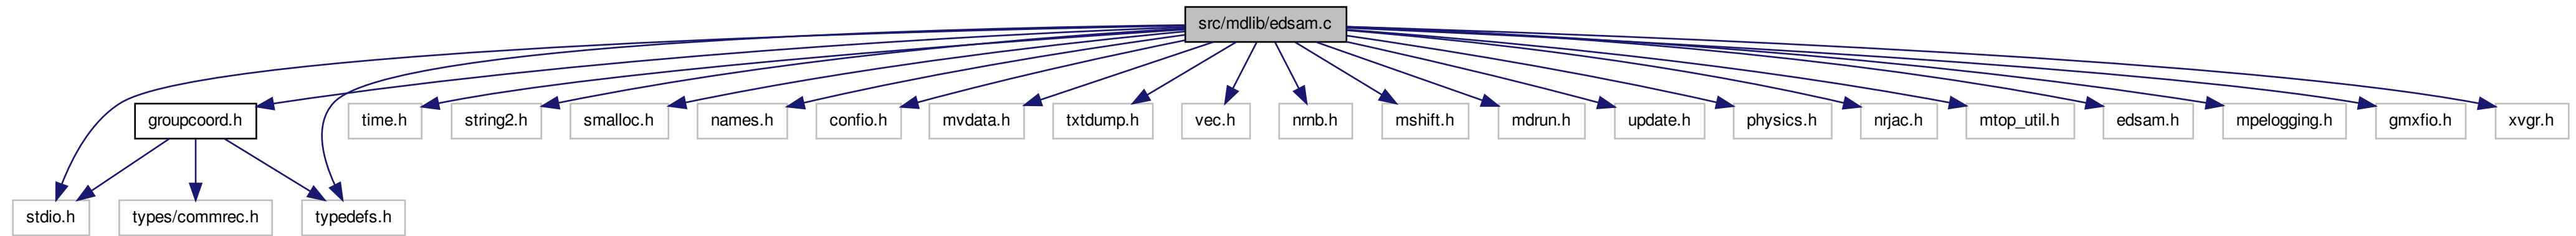 src/mdlib/edsam.c
groupcoord.h
time.h
string2.h
smalloc.h
names.h
confio.h
mvdata.h
txtdump.h
vec.h
nrnb.h
mshift.h
mdrun.h
update.h
physics.h
nrjac.h
mtop_util.h
edsam.h
mpelogging.h
gmxfio.h
xvgr.h
stdio.h
types/commrec.h
typedefs.h